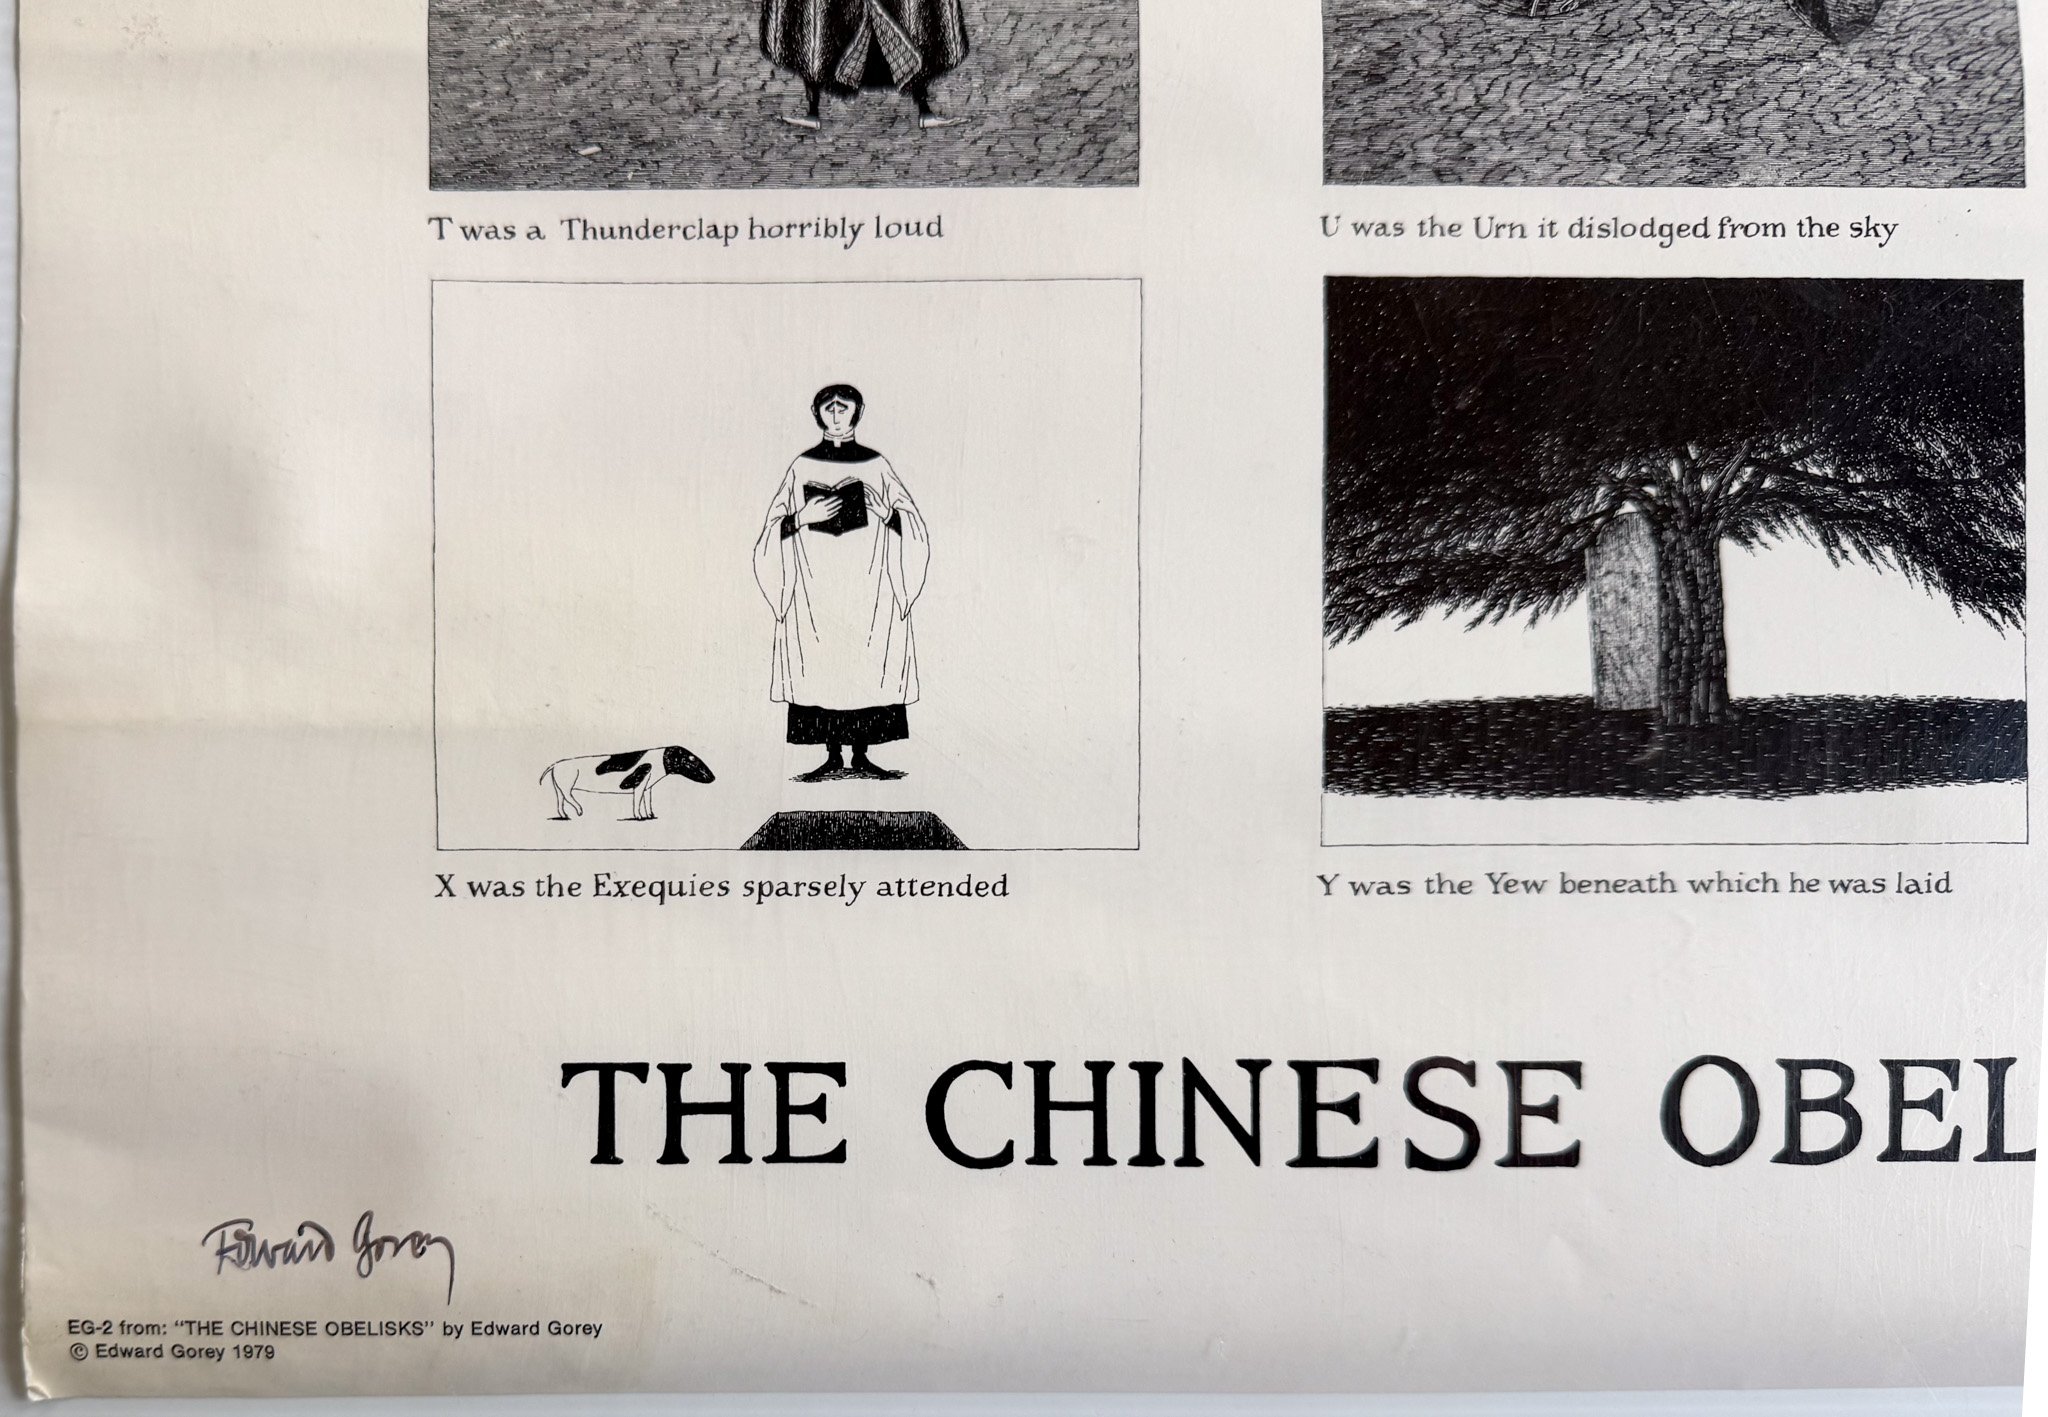 T was a Thunderclap horribly loud
U was the Urn it dislodged from the sky
X was the Exequies sparsely attended
Y was the Yew beneath which he was laid
THE CHINESE OBEL
Edward Gorey
EG-2 from: "THE CHINESE OBELISKS" by Edward Gorey
© Edward Gorey 1979